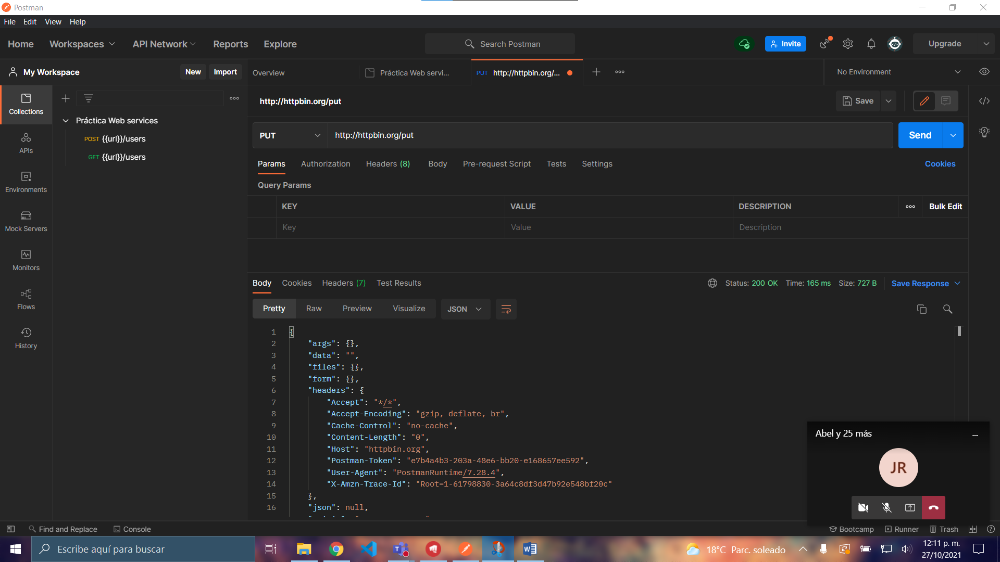 Postman
File Edit View Help
Home Workspaces API Network Reports Explore Search Postman Invite Upgrade
My Workspace New Import Overview Práctica Web servi... PUT http://httpbin.org/... No Environment
Collections
APIs
Environments
Mock Servers
Monitors
Flows
History
Práctica Web services
POST {{url}}/users
GET {{url}}/users
http://httpbin.org/put Save
PUT http://httpbin.org/put Send
Params Authorization Headers (8) Body Pre-request Script Tests Settings Cookies
Query Params
KEY VALUE DESCRIPTION Bulk Edit
Key Value Description
Body Cookies Headers (7) Test Results Status: 200 OK Time: 165 ms Size: 727 B Save Response
Pretty Raw Preview Visualize JSON
1 {
2 "args": {},
3 "data": "",
4 "files": {},
5 "form": {},
6 "headers": {
7 "Accept": "*/*",
8 "Accept-Encoding": "gzip, deflate, br",
9 "Cache-Control": "no-cache",
10 "Content-Length": "0",
11 "Host": "httpbin.org",
12 "Postman-Token": "e7b4a4b3-203a-48e6-bb20-e168657ee592",
13 "User-Agent": "PostmanRuntime/7.28.4",
14 "X-Amzn-Trace-Id": "Root=1-61798830-3a64c8df3d47b92e548bf20c"
15 },
16 "json": null,
Abel y 25 más
JR
Find and Replace Console Bootcamp Runner Trash
Escribe aquí para buscar 18°C Parc. soleado 12:11 p. m.
27/10/2021